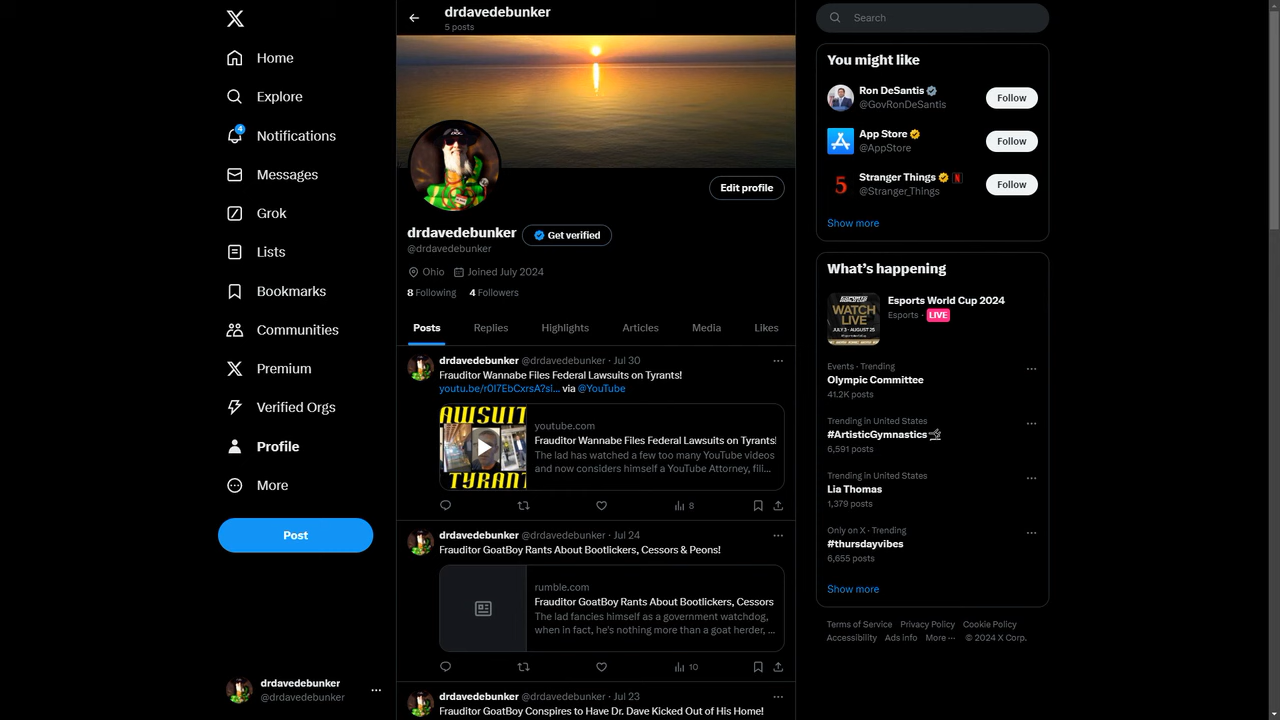 Home
Explore
4
Notifications
Messages
Grok
Lists
Bookmarks
Communities
Premium
Verified Orgs
Profile
More
Post
drdavedebunker
@drdavedebunker
drdavedebunker
5 posts
Edit profile
drdavedebunker
Get verified
@drdavedebunker
Ohio Joined July 2024
8 Following 4 Followers
Posts Replies Highlights Articles Media Likes
drdavedebunker @drdavedebunker · Jul 30
Frauditor Wannabe Files Federal Lawsuits on Tyrants!
youtu.be/r0I7EbCxrsA?si... via @YouTube
AWSUIT
TYRANT
youtube.com
Frauditor Wannabe Files Federal Lawsuits on Tyrants!
The lad has watched a few too many YouTube videos
and now considers himself a YouTube Attorney, fili...
8
drdavedebunker @drdavedebunker · Jul 24
Frauditor GoatBoy Rants About Bootlickers, Cessors & Peons!
rumble.com
Frauditor GoatBoy Rants About Bootlickers, Cessors
The lad fancies himself as a government watchdog,
when in fact, he's nothing more than a goat herder, ...
10
drdavedebunker @drdavedebunker · Jul 23
Frauditor GoatBoy Conspires to Have Dr. Dave Kicked Out of His Home!
Search
You might like
Ron DeSantis
@GovRonDeSantis
Follow
App Store
@AppStore
Follow
Stranger Things
@Stranger_Things
Follow
Show more
What's happening
WATCH
LIVE
JULY 3 - AUGUST 25
Esports World Cup 2024
Esports · LIVE
Events · Trending
Olympic Committee
41.2K posts
Trending in United States
#ArtisticGymnastics
6,591 posts
Trending in United States
Lia Thomas
1,379 posts
Only on X · Trending
#thursdayvibes
6,655 posts
Show more
Terms of Service Privacy Policy Cookie Policy
Accessibility Ads info More ··· © 2024 X Corp.